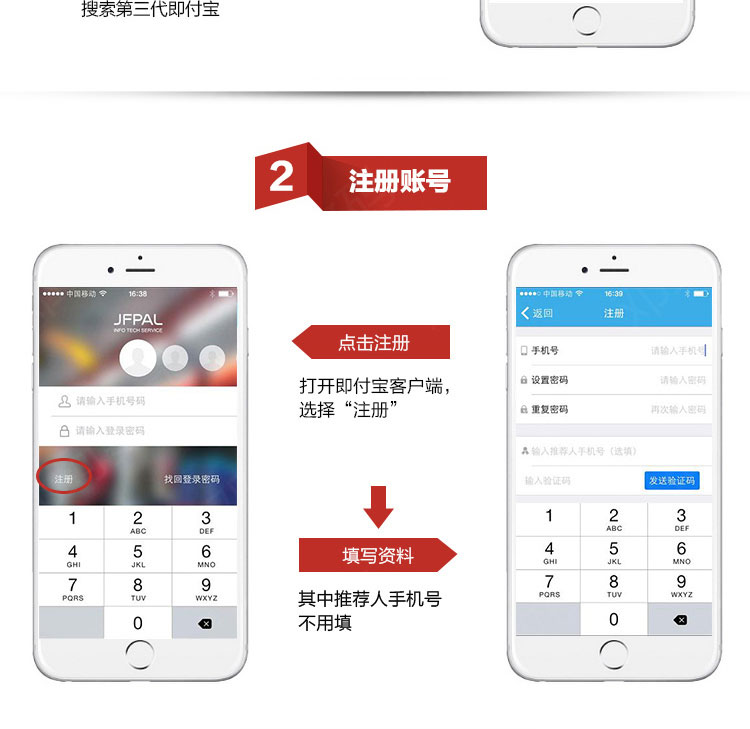 搜索第三代即付宝
2 注册账号
中国移动 16:38
JFPAL
INFO TECH SERVICE
请输入手机号码
请输入登录密码
注册 找回登录密码
1 2 3
ABC DEF
4 5 6
GHI JKL MNO
7 8 9
PQRS TUV WXYZ
0
点击注册
打开即付宝客户端,
选择“注册”
填写资料
其中推荐人手机号
不用填
中国移动 16:39
返回 注册
手机号 请输入手机号
设置密码 请输入密码
重复密码 再次输入密码
输入推荐人手机号(选填)
输入验证码 发送验证码
1 2 3
ABC DEF
4 5 6
GHI JKL MNO
7 8 9
PQRS TUV WXYZ
0